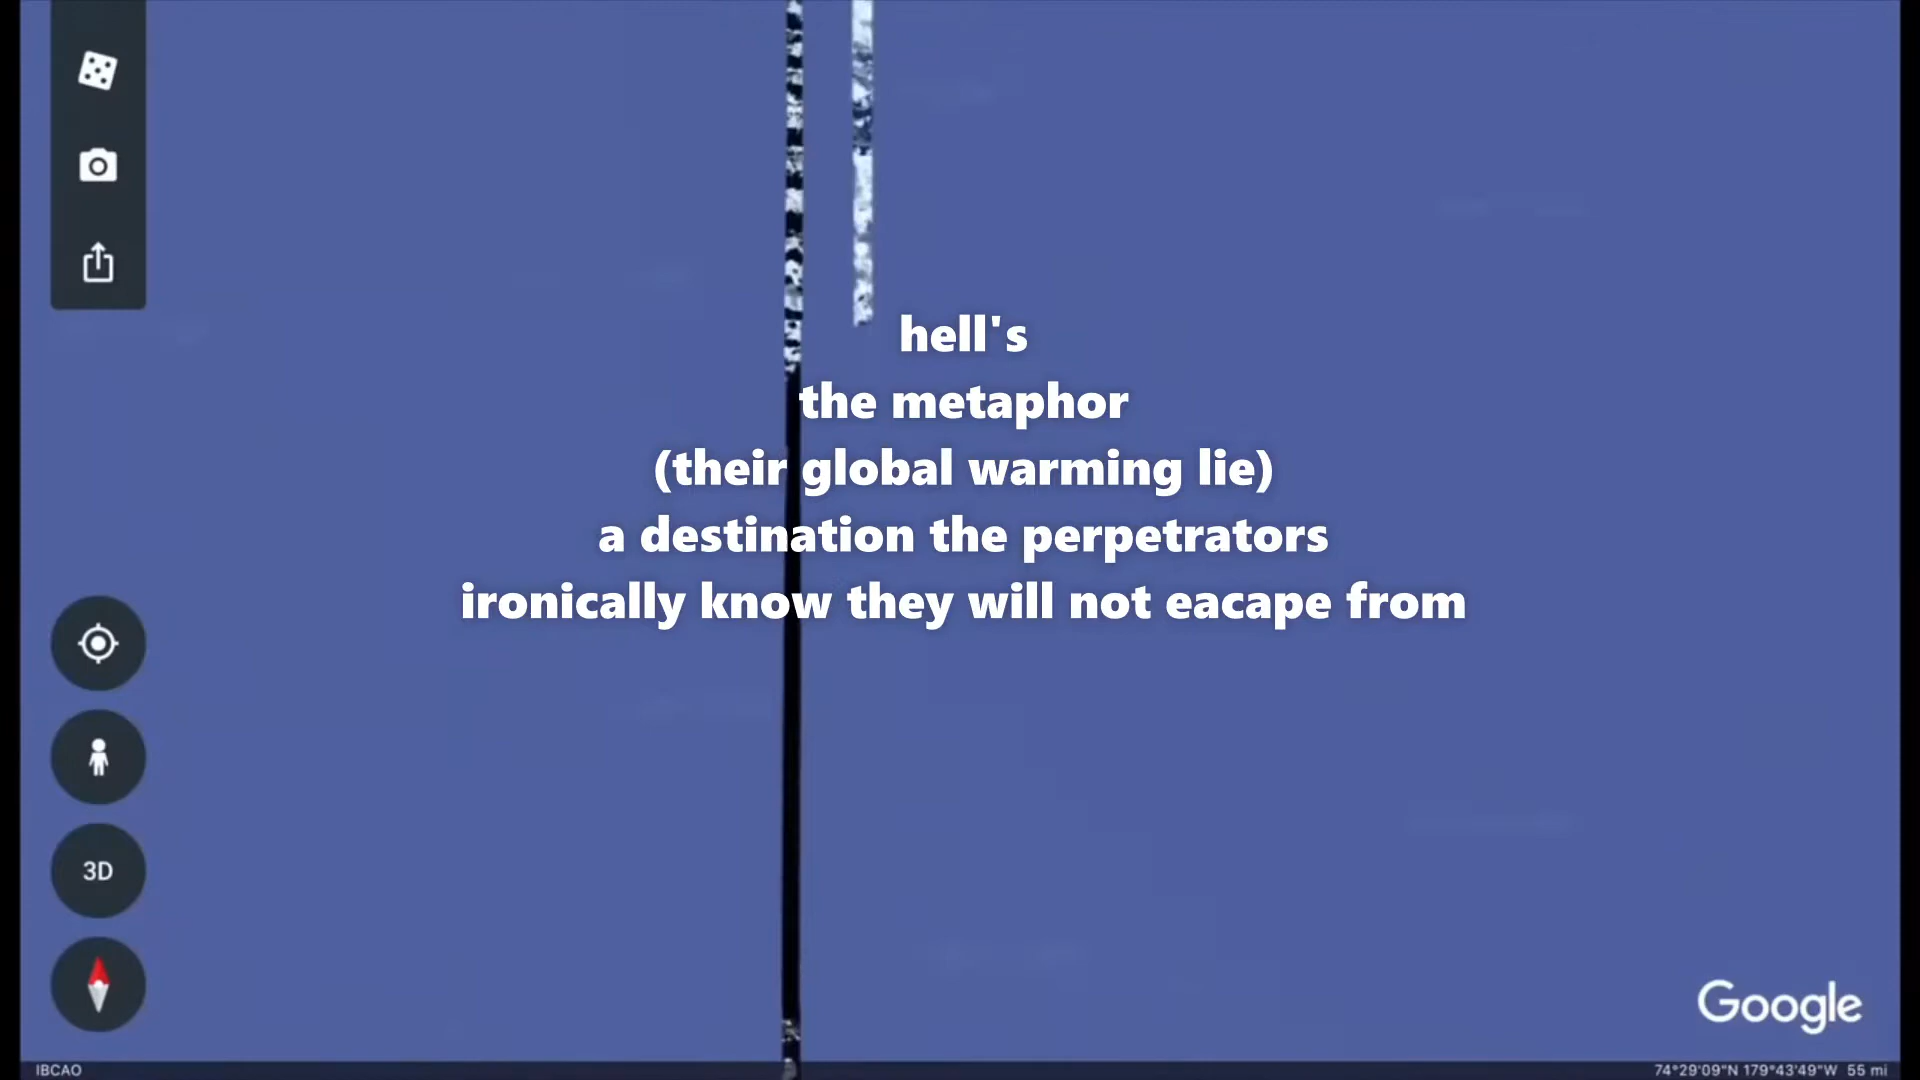 hell's
the metaphor
(their global warming lie)
a destination the perpetrators
ironically know they will not eacape from
3D
Google
IBCAO
74°29'09"N 179°43'49"W 55 mi